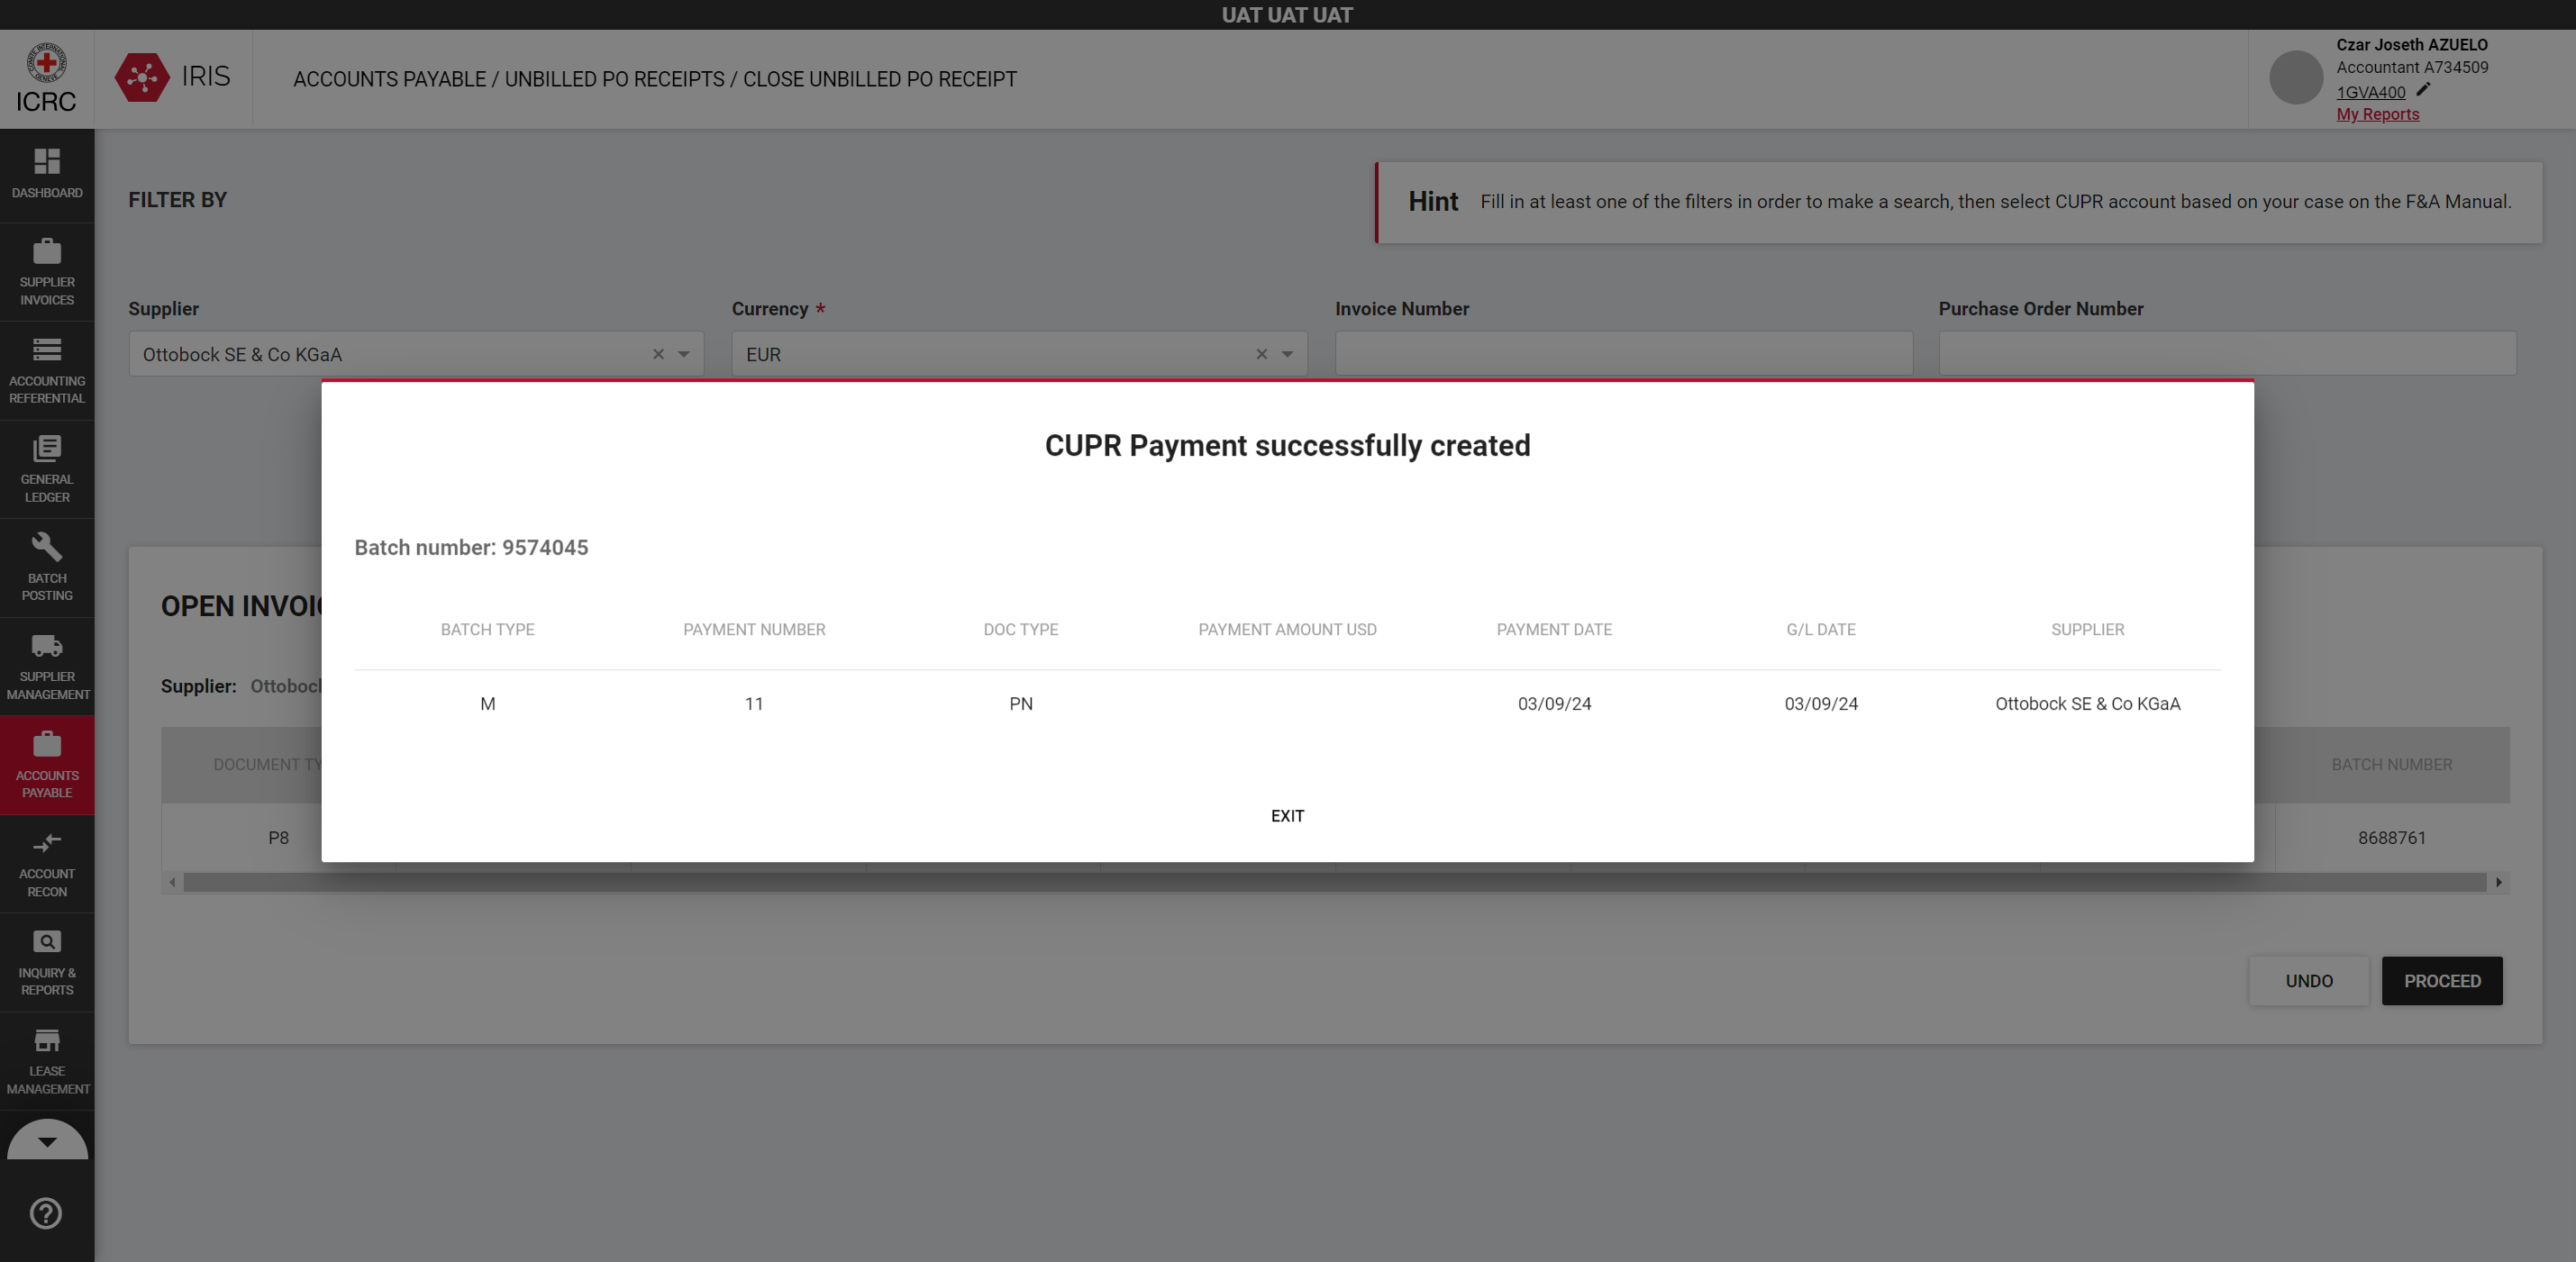 UAT UAT UAT
ICRC
IRIS
ACCOUNTS PAYABLE / UNBILLED PO RECEIPTS / CLOSE UNBILLED PO RECEIPT
Czar Joseth AZUELO
Accountant A734509
1GVA400
My Reports
DASHBOARD
SUPPLIER
INVOICES
ACCOUNTING
REFERENTIAL
GENERAL
LEDGER
BATCH
POSTING
SUPPLIER
MANAGEMENT
ACCOUNTS
PAYABLE
ACCOUNT
RECON
INQUIRY &
REPORTS
LEASE
MANAGEMENT
FILTER BY
Hint Fill in at least one of the filters in order to make a search, then select CUPR account based on your case on the F&A Manual.
Supplier Currency * Invoice Number Purchase Order Number
Ottobock SE & Co KGaA EUR
CUPR Payment successfully created
Batch number: 9574045
BATCH TYPE PAYMENT NUMBER DOC TYPE PAYMENT AMOUNT USD PAYMENT DATE G/L DATE SUPPLIER
M 11 PN 03/09/24 03/09/24 Ottobock SE & Co KGaA
EXIT
OPEN INVOI
Supplier: Ottobock
DOCUMENT TY BATCH NUMBER
P8 8688761
UNDO PROCEED